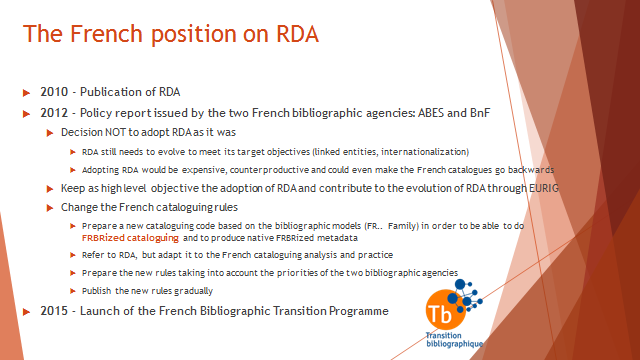 The French position on RDA
2010 - Publication of RDA
2012 - Policy report issued by the two French bibliographic agencies: ABES and BnF
Decision NOT to adopt RDA as it was
RDA still needs to evolve to meet its target objectives (linked entities, internationalization)
Adopting RDA would be expensive, counterproductive and could even make the French catalogues go backwards
Keep as high level objective the adoption of RDA and contribute to the evolution of RDA through EURIG
Change the French cataloguing rules
Prepare a new cataloguing code based on the bibliographic models (FR.. Family) in order to be able to do
FRBRized cataloguing and to produce native FRBRized metadata
Refer to RDA, but adapt it to the French cataloguing analysis and practice
Prepare the new rules taking into account the priorities of the two bibliographic agencies
Publish the new rules gradually
2015 - Launch of the French Bibliographic Transition Programme
Tb
Transition
bibliographique